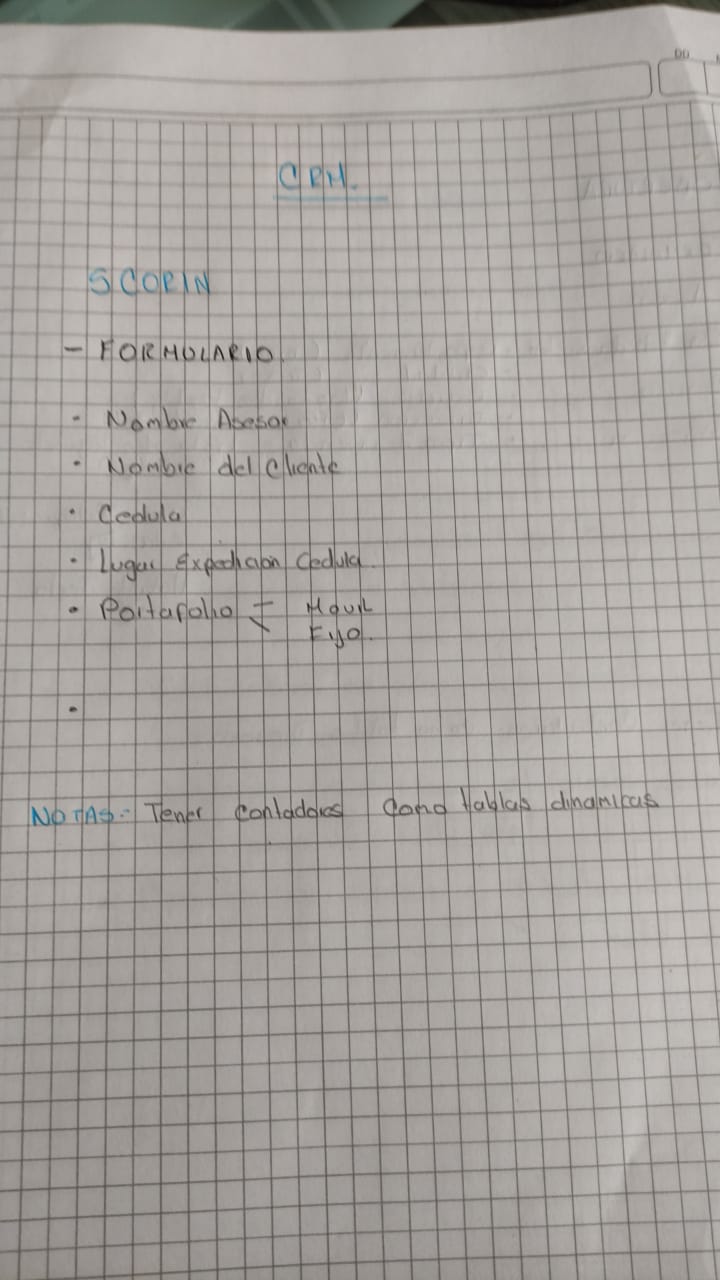 CRM.
SCORIN
- FORMULARIO.
- Nombre Asesor
• Nombre del cliente
• Cedula
• Lugar Expedicion Cedula.
• Portafolio - Movil
Fijo.
•
NOTAS: Tener contadores como tablas dinamicas